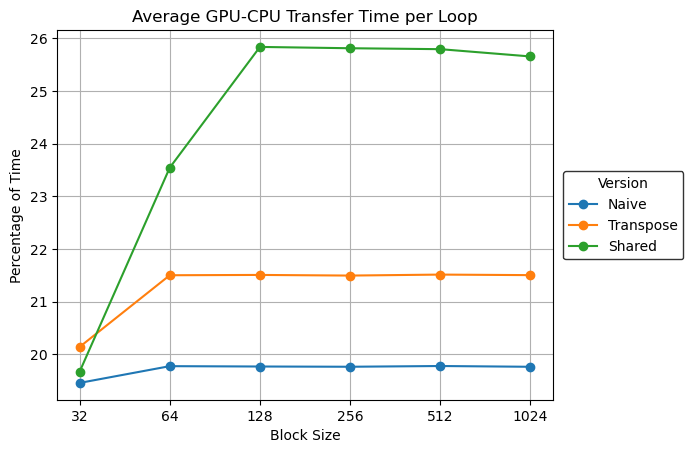 Average GPU-CPU Transfer Time per Loop
Percentage of Time
26
25
24
23
22
21
20
32 64 128 256 512 1024
Block Size
Version
Naive
Transpose
Shared